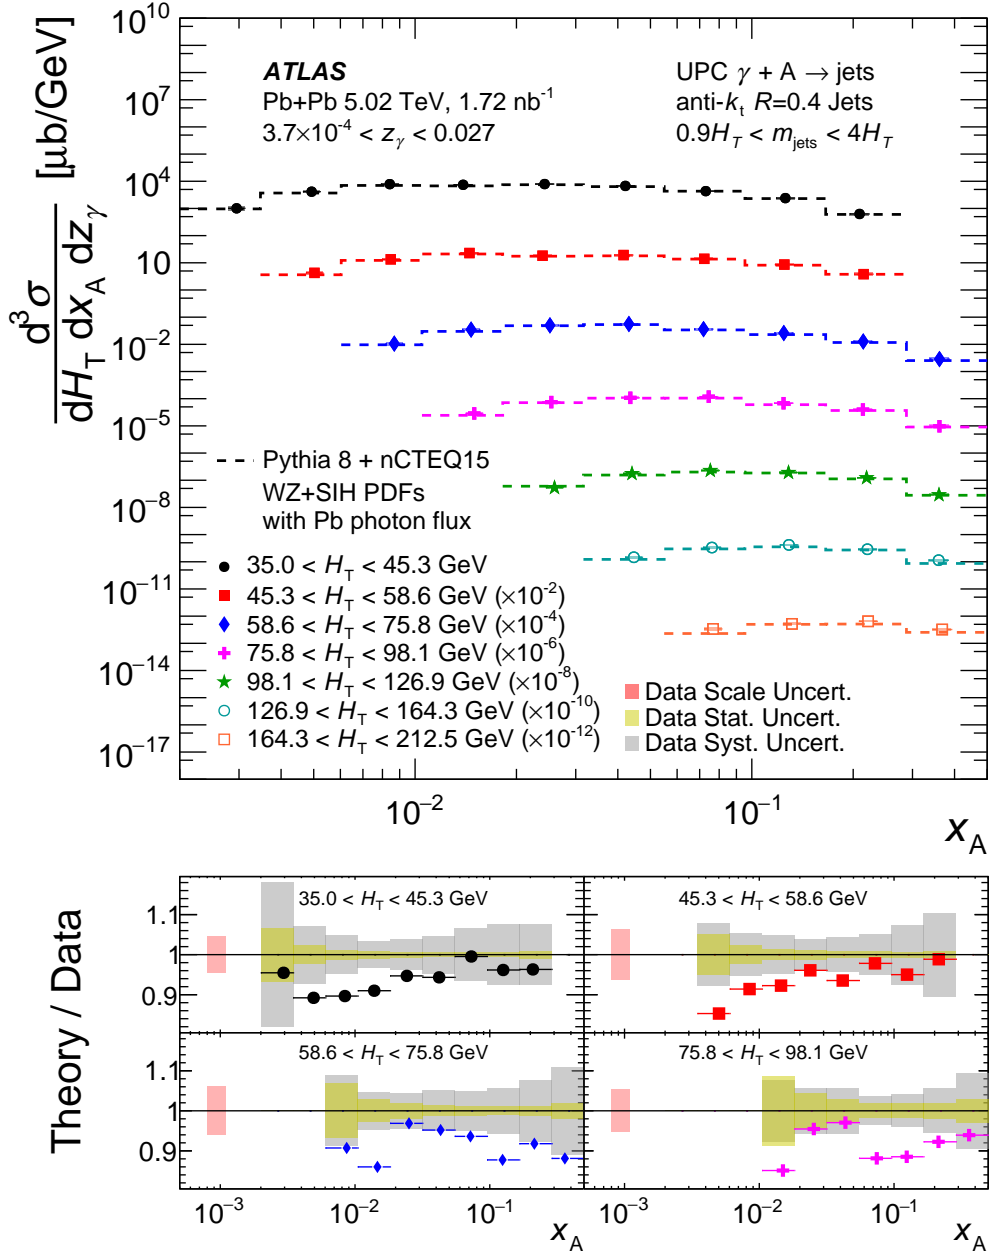 d³σ / dH_T dx_A dz_γ [μb/GeV]
10¹⁰
10⁷
10⁴
10
10⁻²
10⁻⁵
10⁻⁸
10⁻¹¹
10⁻¹⁴
10⁻¹⁷
ATLAS
Pb+Pb 5.02 TeV, 1.72 nb⁻¹
3.7×10⁻⁴ < z_γ < 0.027
UPC γ + A → jets
anti-k_t R=0.4 Jets
0.9H_T < m_jets < 4H_T
Pythia 8 + nCTEQ15
WZ+SIH PDFs
with Pb photon flux
35.0 < H_T < 45.3 GeV
45.3 < H_T < 58.6 GeV (×10⁻²)
58.6 < H_T < 75.8 GeV (×10⁻⁴)
75.8 < H_T < 98.1 GeV (×10⁻⁶)
98.1 < H_T < 126.9 GeV (×10⁻⁸)
126.9 < H_T < 164.3 GeV (×10⁻¹⁰)
164.3 < H_T < 212.5 GeV (×10⁻¹²)
Data Scale Uncert.
Data Stat. Uncert.
Data Syst. Uncert.
10⁻² 10⁻¹
x_A
Theory / Data
35.0 < H_T < 45.3 GeV
45.3 < H_T < 58.6 GeV
1.1
1
0.9
58.6 < H_T < 75.8 GeV
75.8 < H_T < 98.1 GeV
1.1
1
0.9
10⁻³ 10⁻² 10⁻¹
x_A
10⁻³ 10⁻² 10⁻¹
x_A